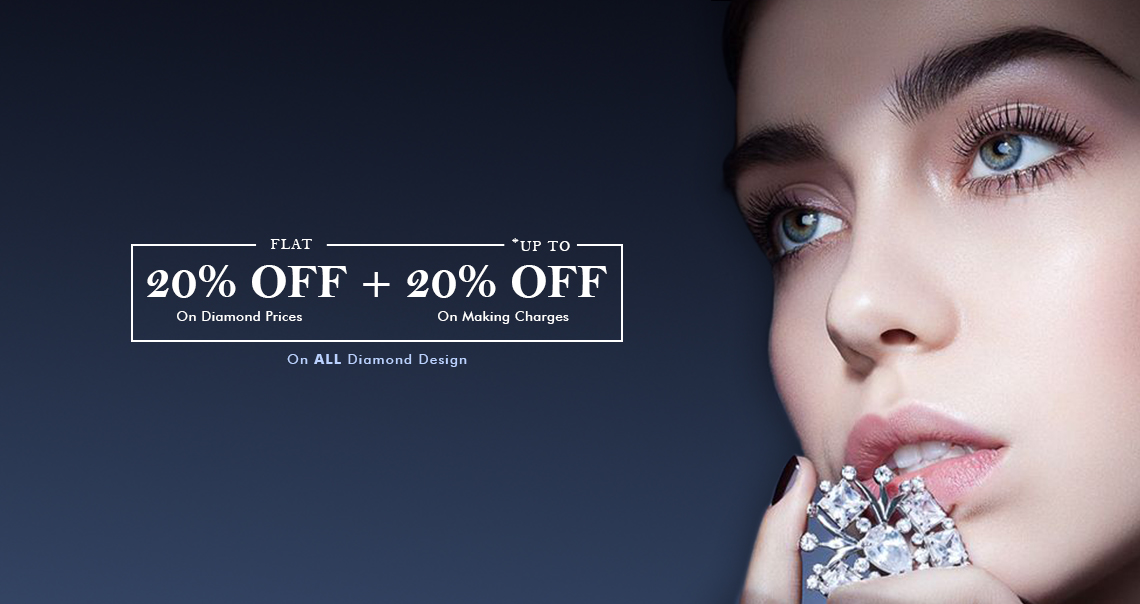 FLAT *UP TO
20% OFF + 20% OFF
On Diamond Prices On Making Charges
On ALL Diamond Design